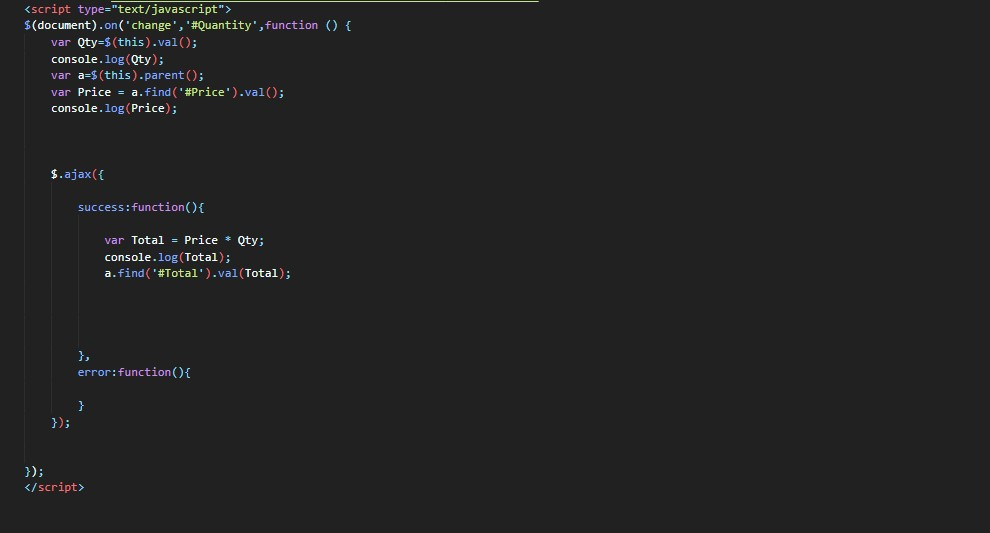 <script type="text/javascript">
$(document).on('change','#Quantity',function () {
var Qty=$(this).val();
console.log(Qty);
var a=$(this).parent();
var Price = a.find('#Price').val();
console.log(Price);
$.ajax({
success:function(){
var Total = Price * Qty;
console.log(Total);
a.find('#Total').val(Total);
},
error:function(){
}
});
});
</script>